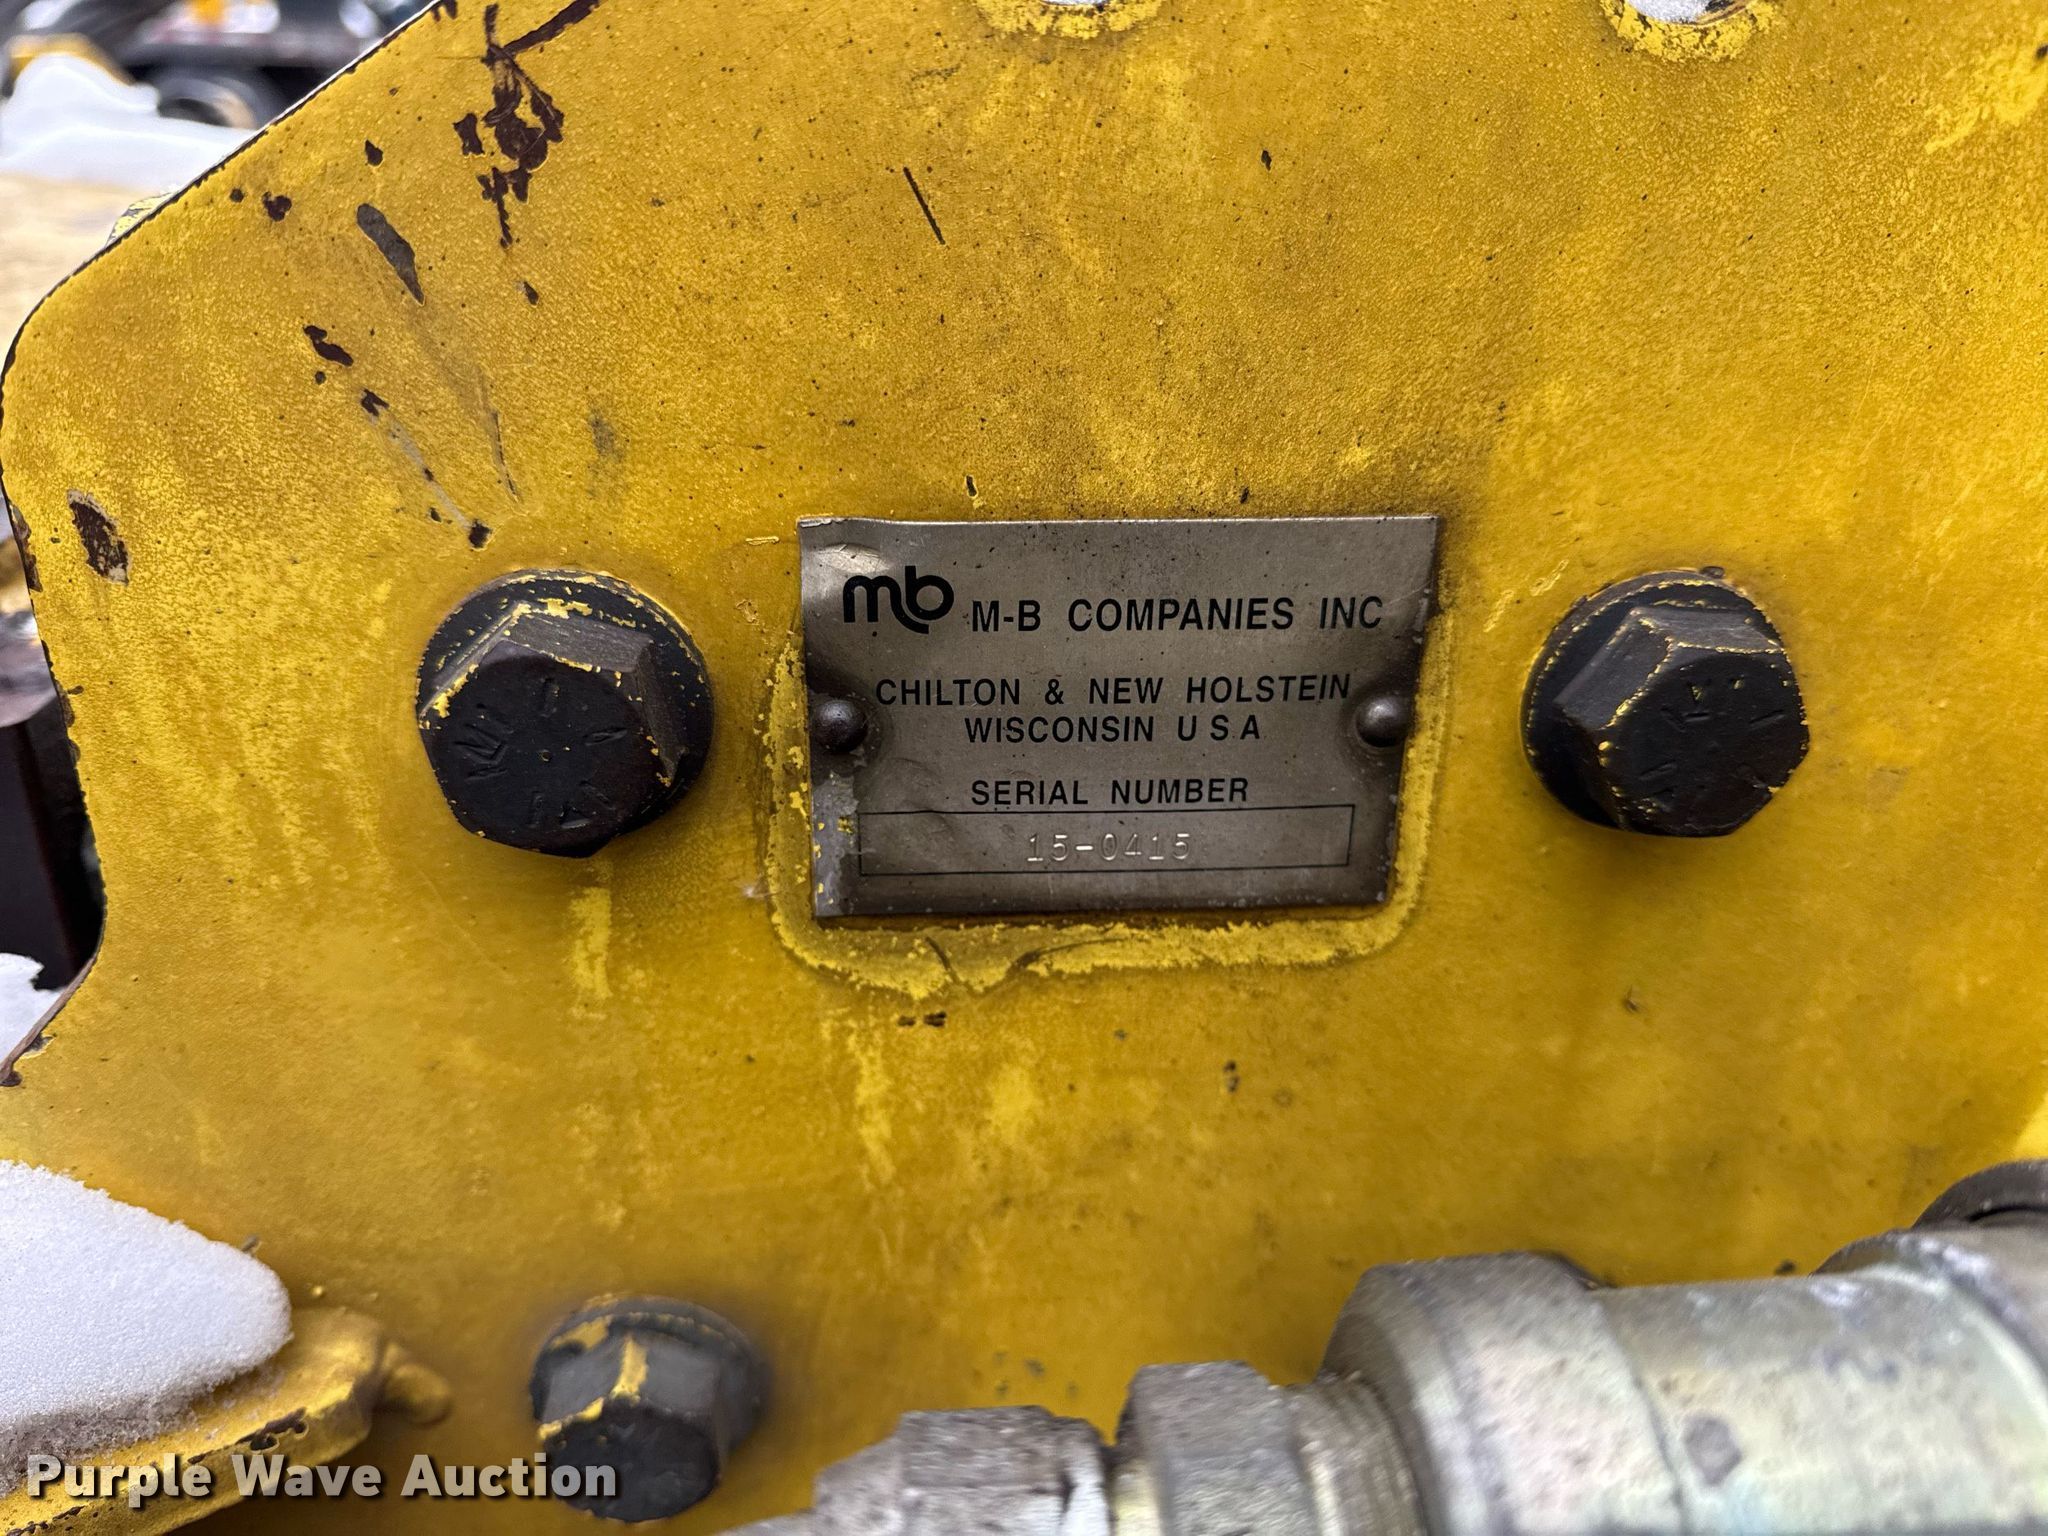 mb M-B COMPANIES INC
CHILTON & NEW HOLSTEIN
WISCONSIN U S A
SERIAL NUMBER
15-0415
Purple Wave Auction